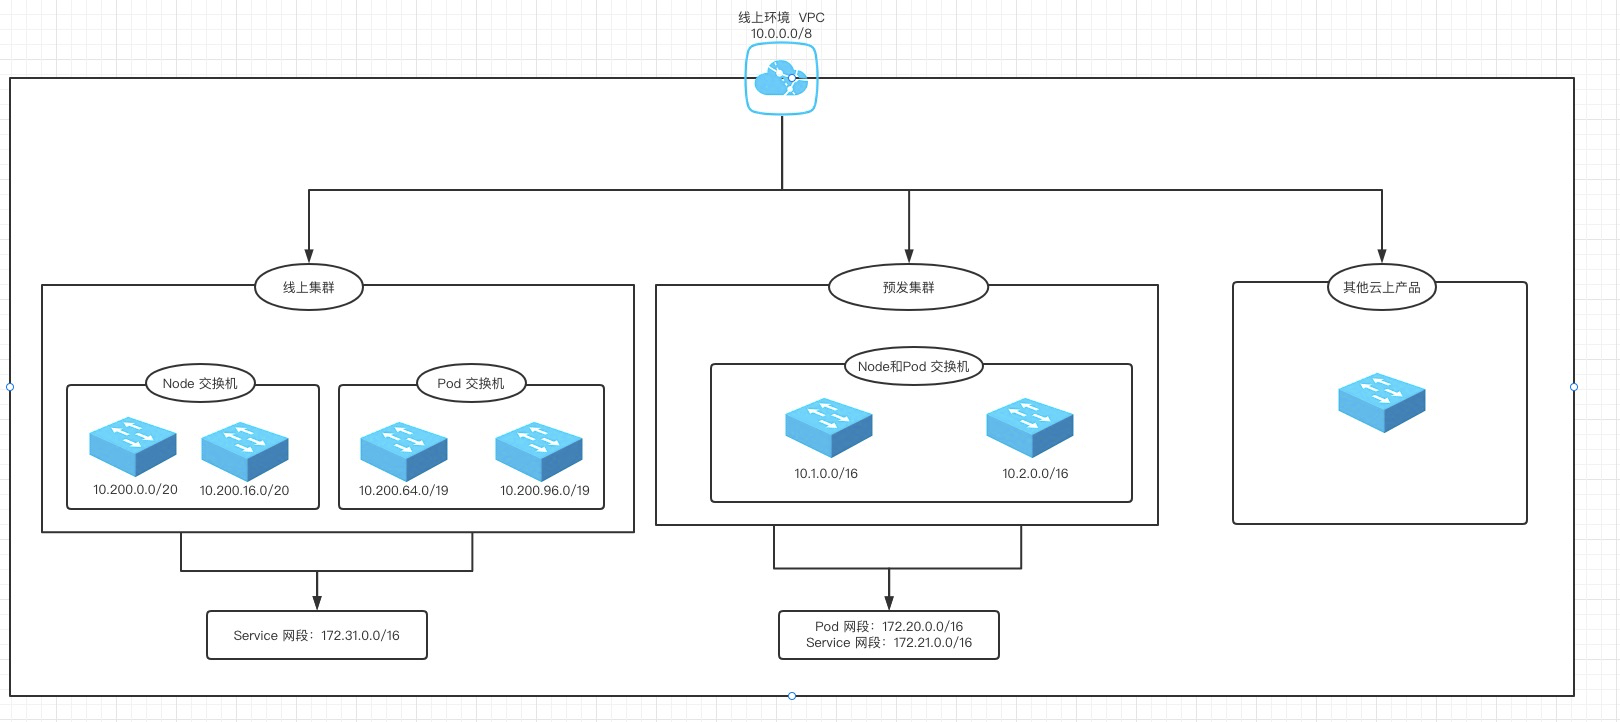 线上环境  VPC
10.0.0.0/8
线上集群
预发集群
其他云上产品
Node 交换机
Pod 交换机
Node和Pod 交换机
10.200.0.0/20
10.200.16.0/20
10.200.64.0/19
10.200.96.0/19
10.1.0.0/16
10.2.0.0/16
Service 网段：172.31.0.0/16
Pod 网段：172.20.0.0/16
Service 网段：172.21.0.0/16